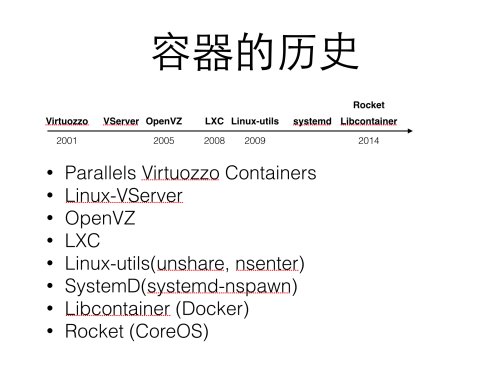 容器的历史
Rocket
Virtuozzo VServer OpenVZ LXC Linux-utils systemd Libcontainer
2001 2005 2008 2009 2014
• Parallels Virtuozzo Containers
• Linux-VServer
• OpenVZ
• LXC
• Linux-utils(unshare, nsenter)
• SystemD(systemd-nspawn)
• Libcontainer (Docker)
• Rocket (CoreOS)